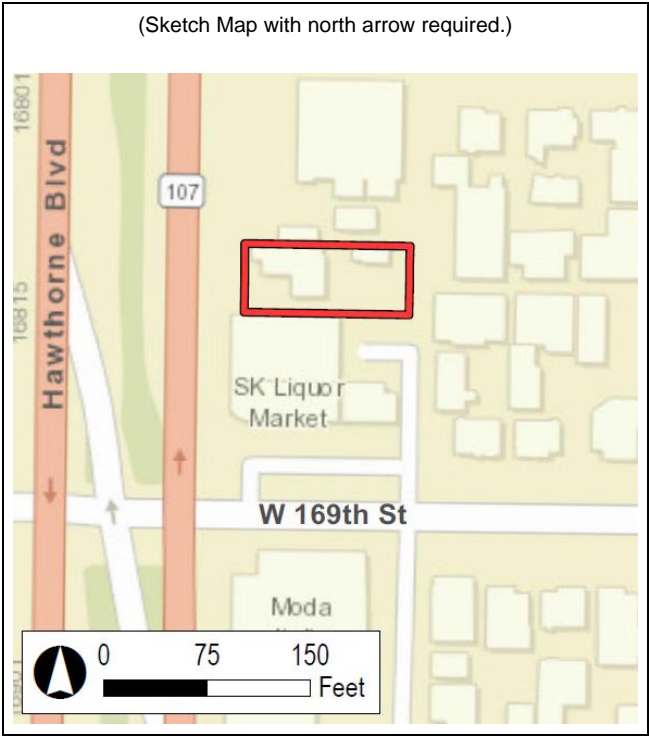 (Sketch Map with north arrow required.)
16801
Hawthorne Blvd
107
16815
SK Liquor
Market
W 169th St
Moda
0 75 150
Feet